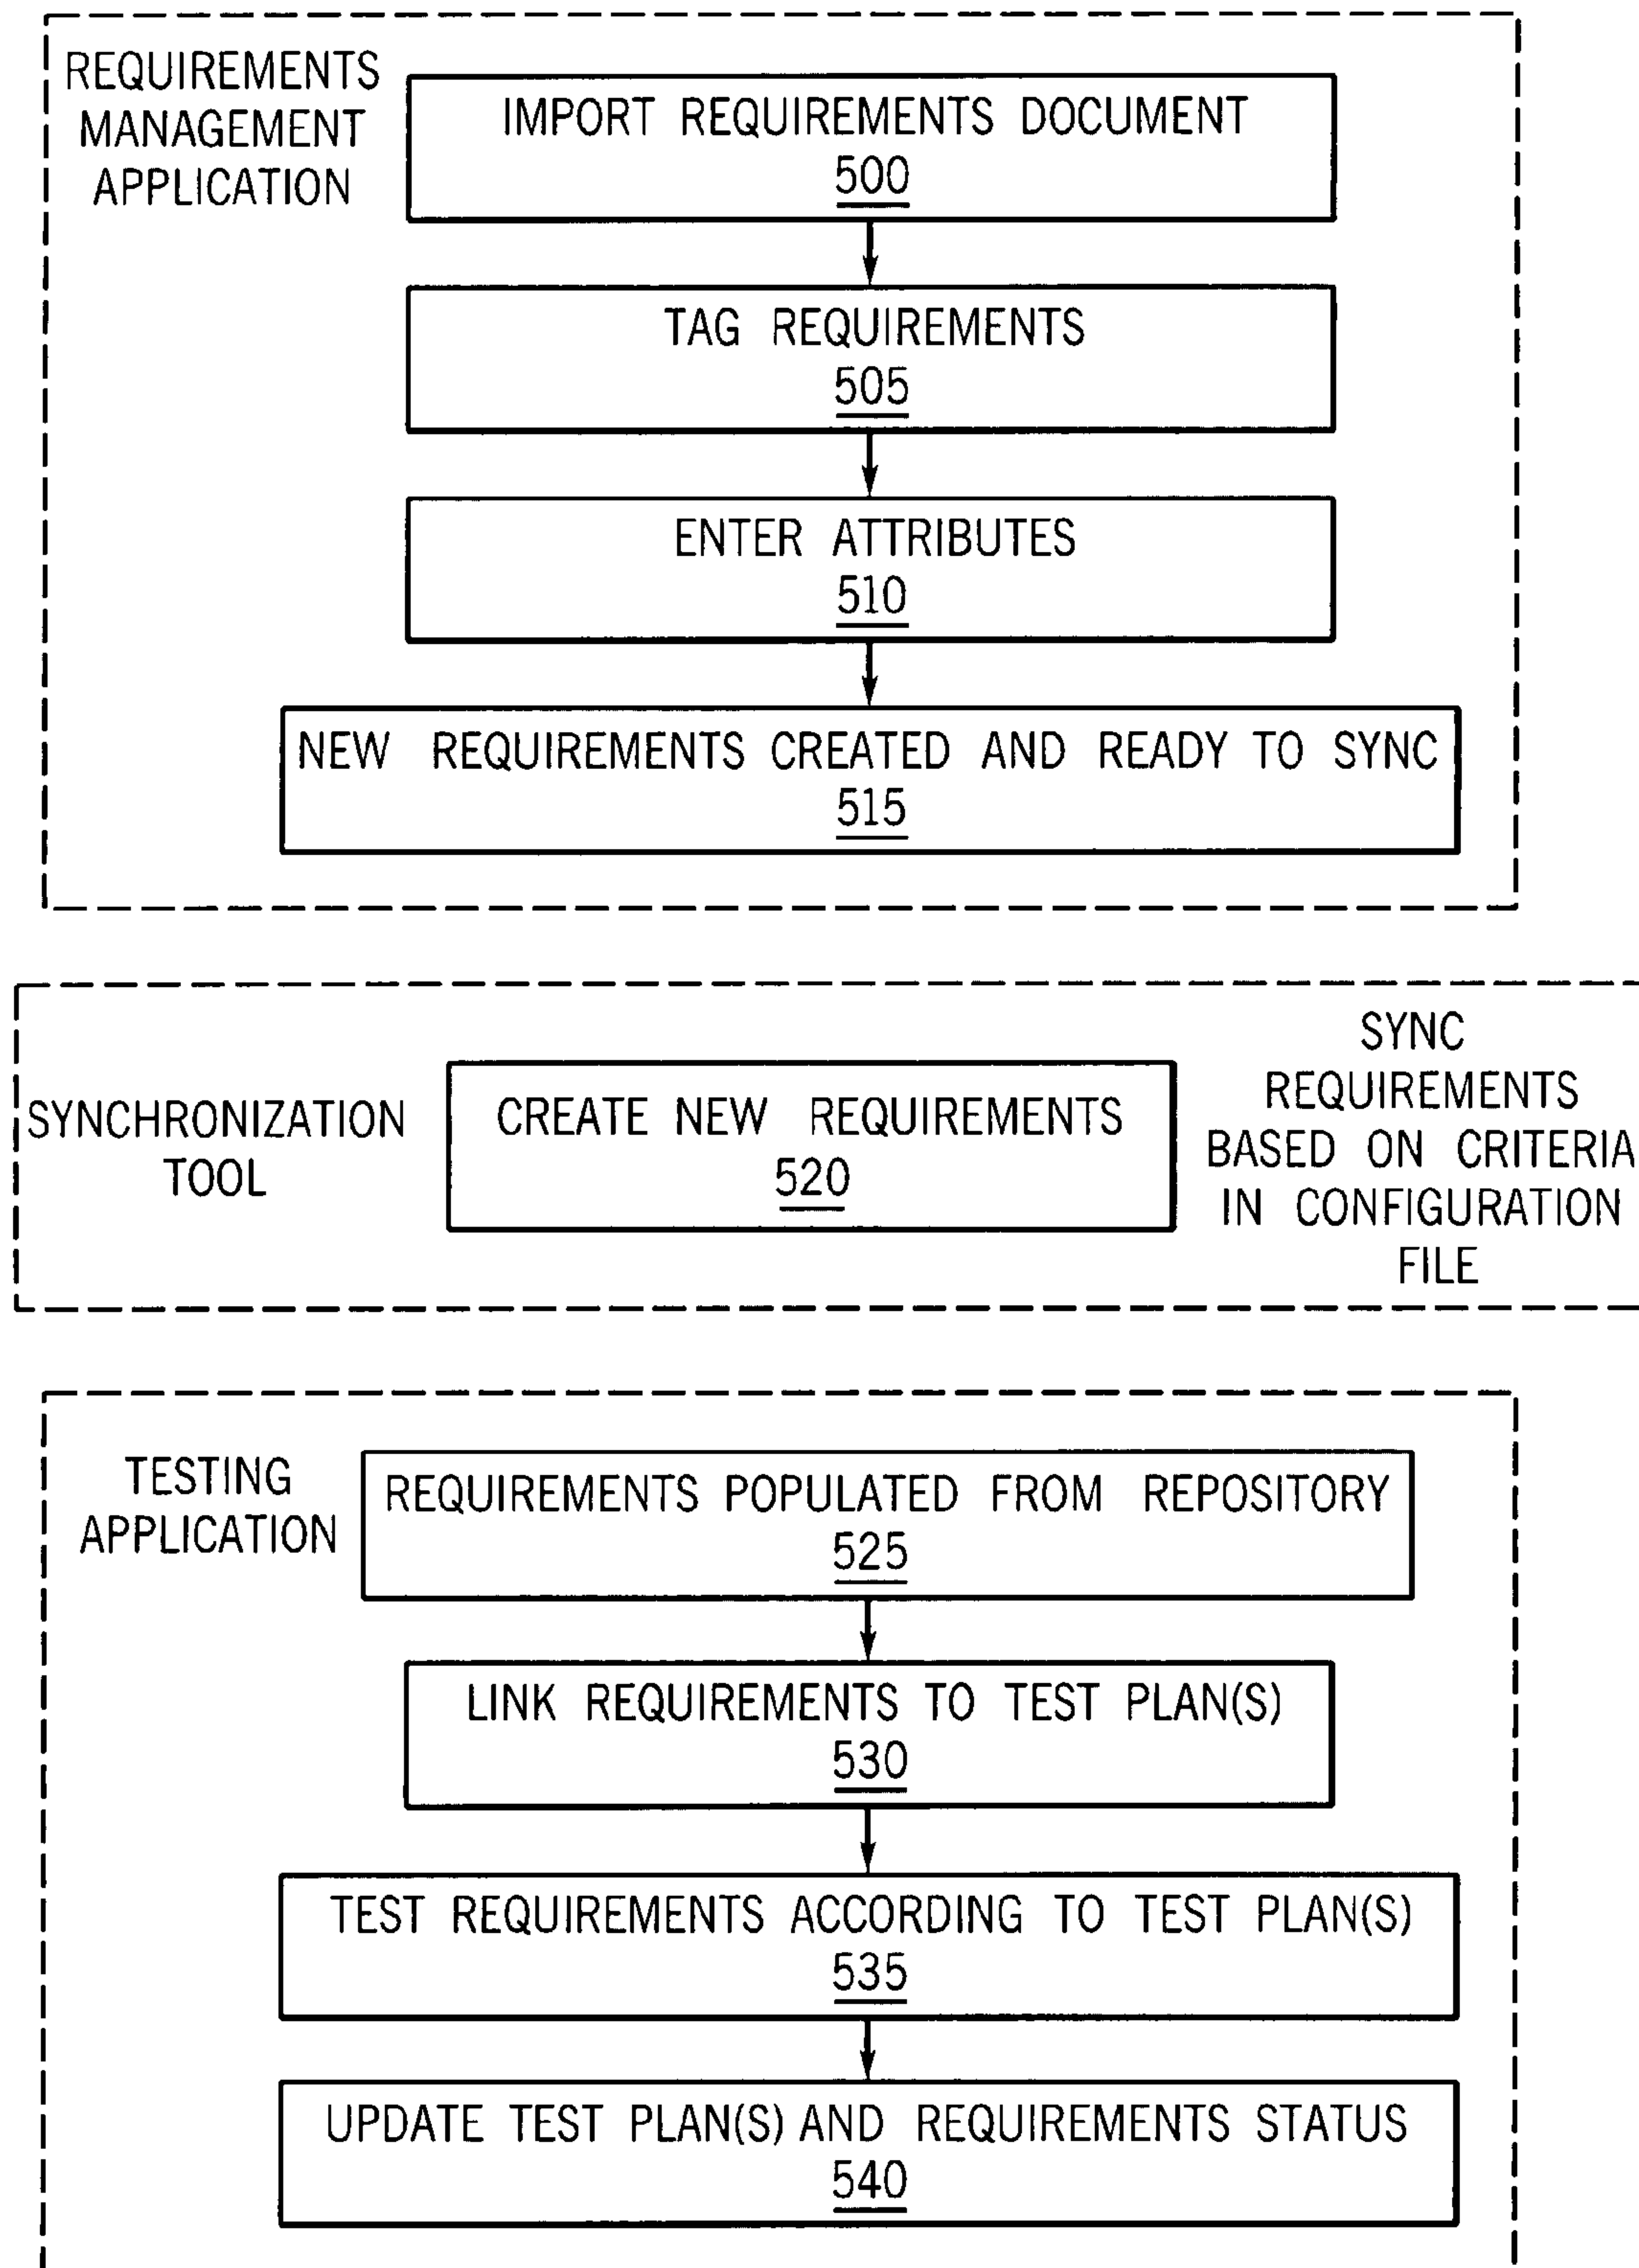 REQUIREMENTS
MANAGEMENT
APPLICATION
IMPORT REQUIREMENTS DOCUMENT
500
TAG REQUIREMENTS
505
ENTER ATTRIBUTES
510
NEW REQUIREMENTS CREATED AND READY TO SYNC
515
SYNCHRONIZATION
TOOL
CREATE NEW REQUIREMENTS
520
SYNC
REQUIREMENTS
BASED ON CRITERIA
IN CONFIGURATION
FILE
TESTING
APPLICATION
REQUIREMENTS POPULATED FROM REPOSITORY
525
LINK REQUIREMENTS TO TEST PLAN(S)
530
TEST REQUIREMENTS ACCORDING TO TEST PLAN(S)
535
UPDATE TEST PLAN(S) AND REQUIREMENTS STATUS
540